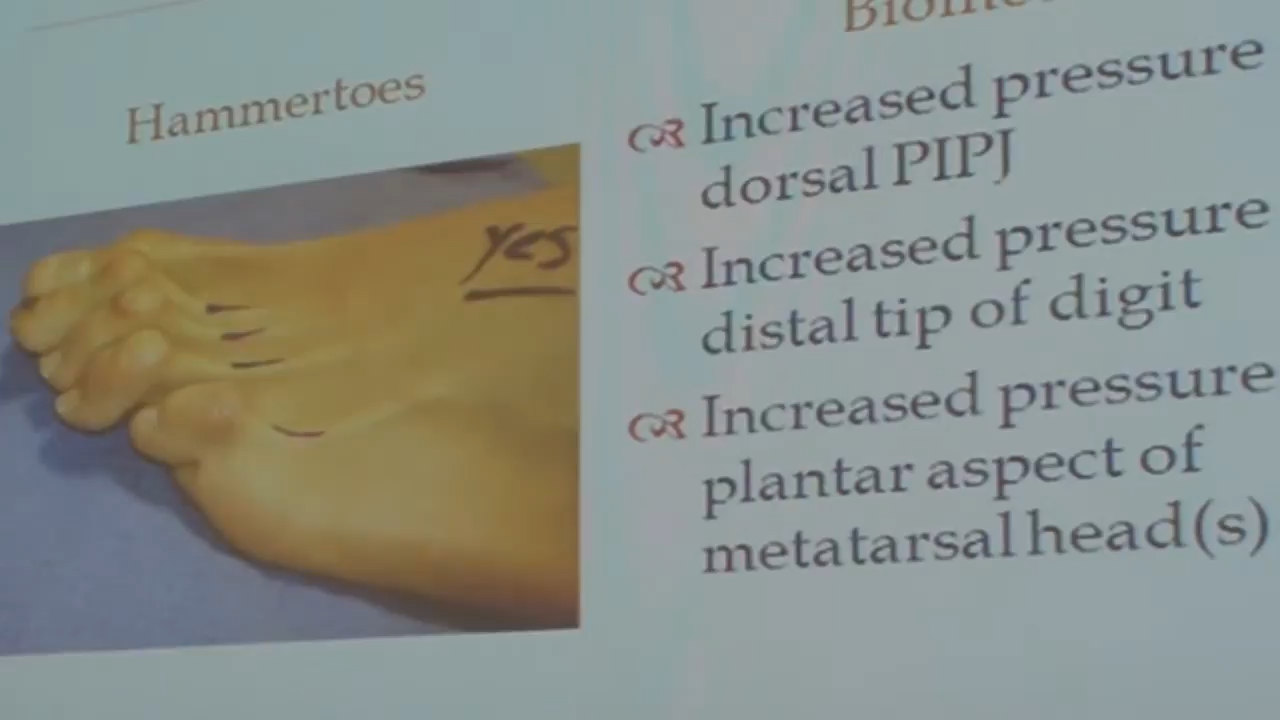 Hammertoes
yes
Increased pressure
dorsal PIPJ
Increased pressure
distal tip of digit
Increased pressure
plantar aspect of
metatarsal head(s)